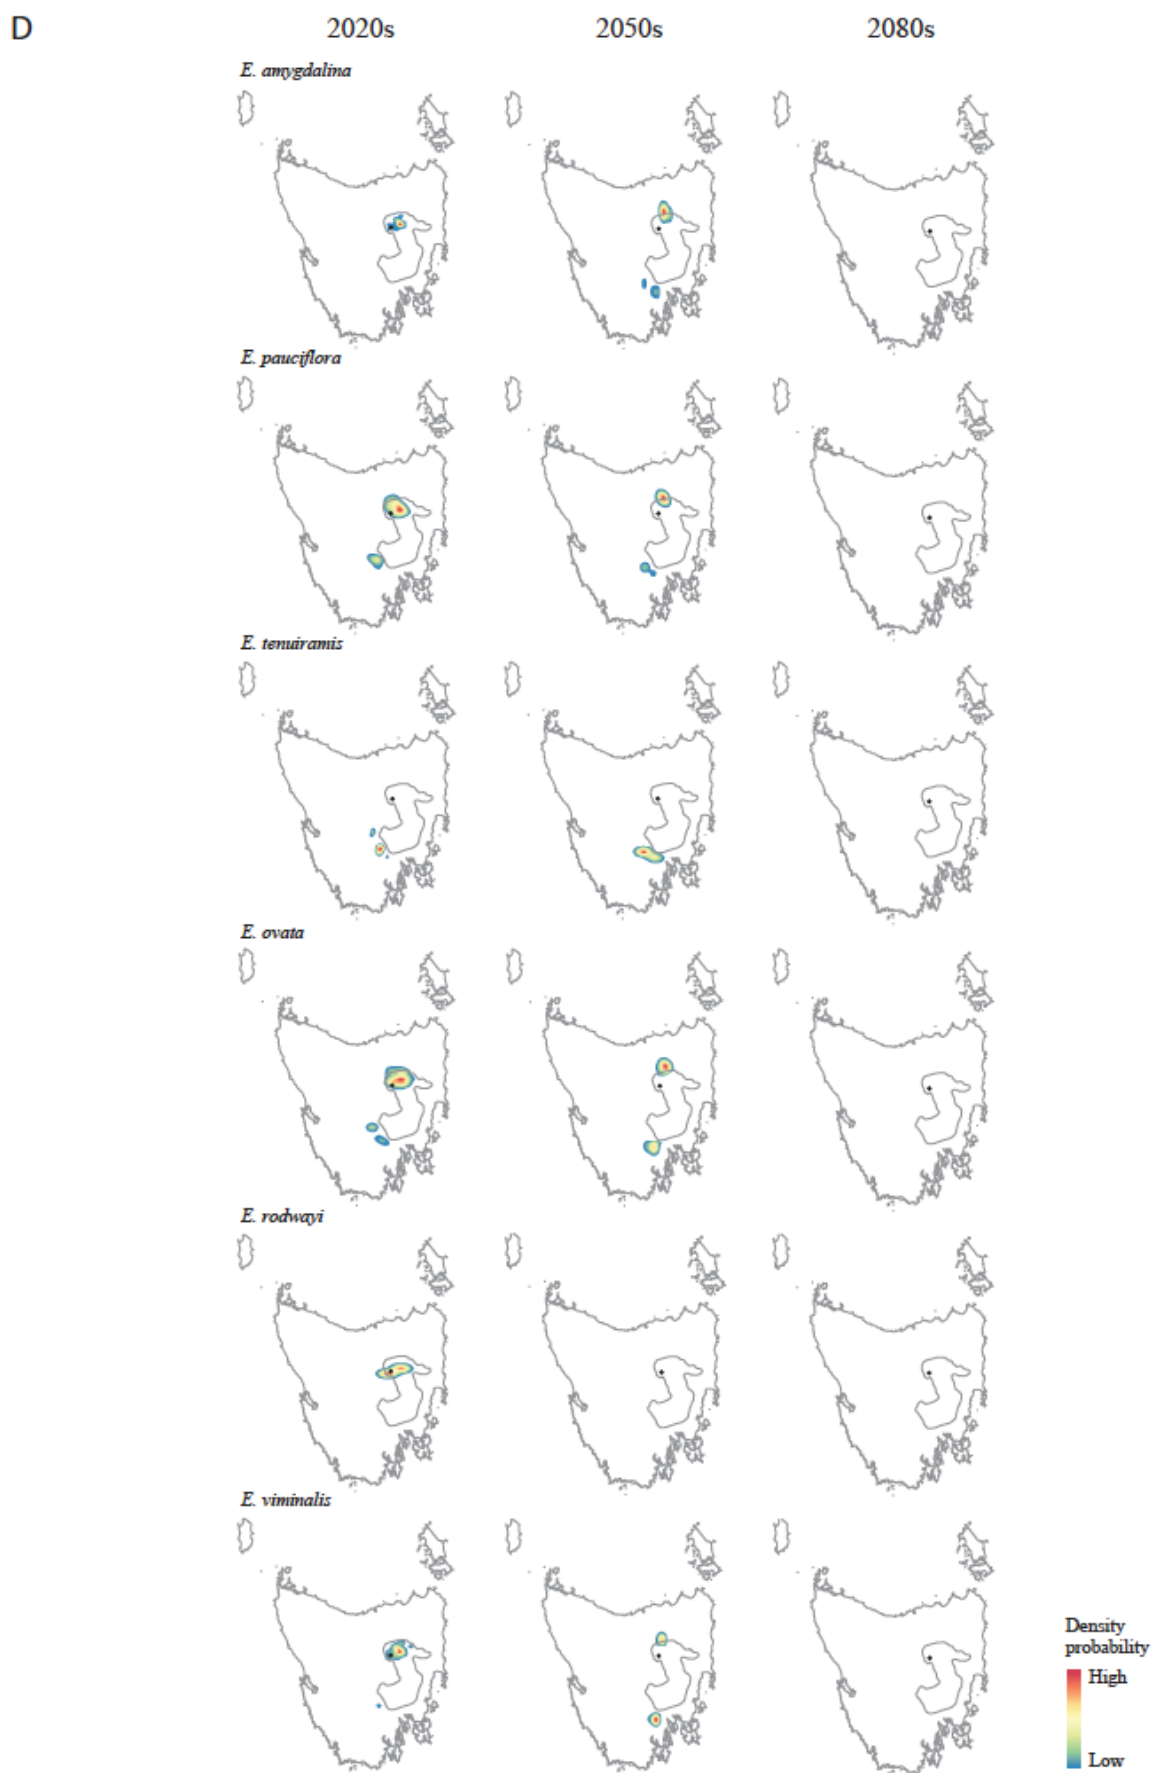 D
2020s 2050s 2080s
E. amygdalina
E. pauciflora
E. tenuiramis
E. ovata
E. rodwayi
E. viminalis
Density
probability
High
Low